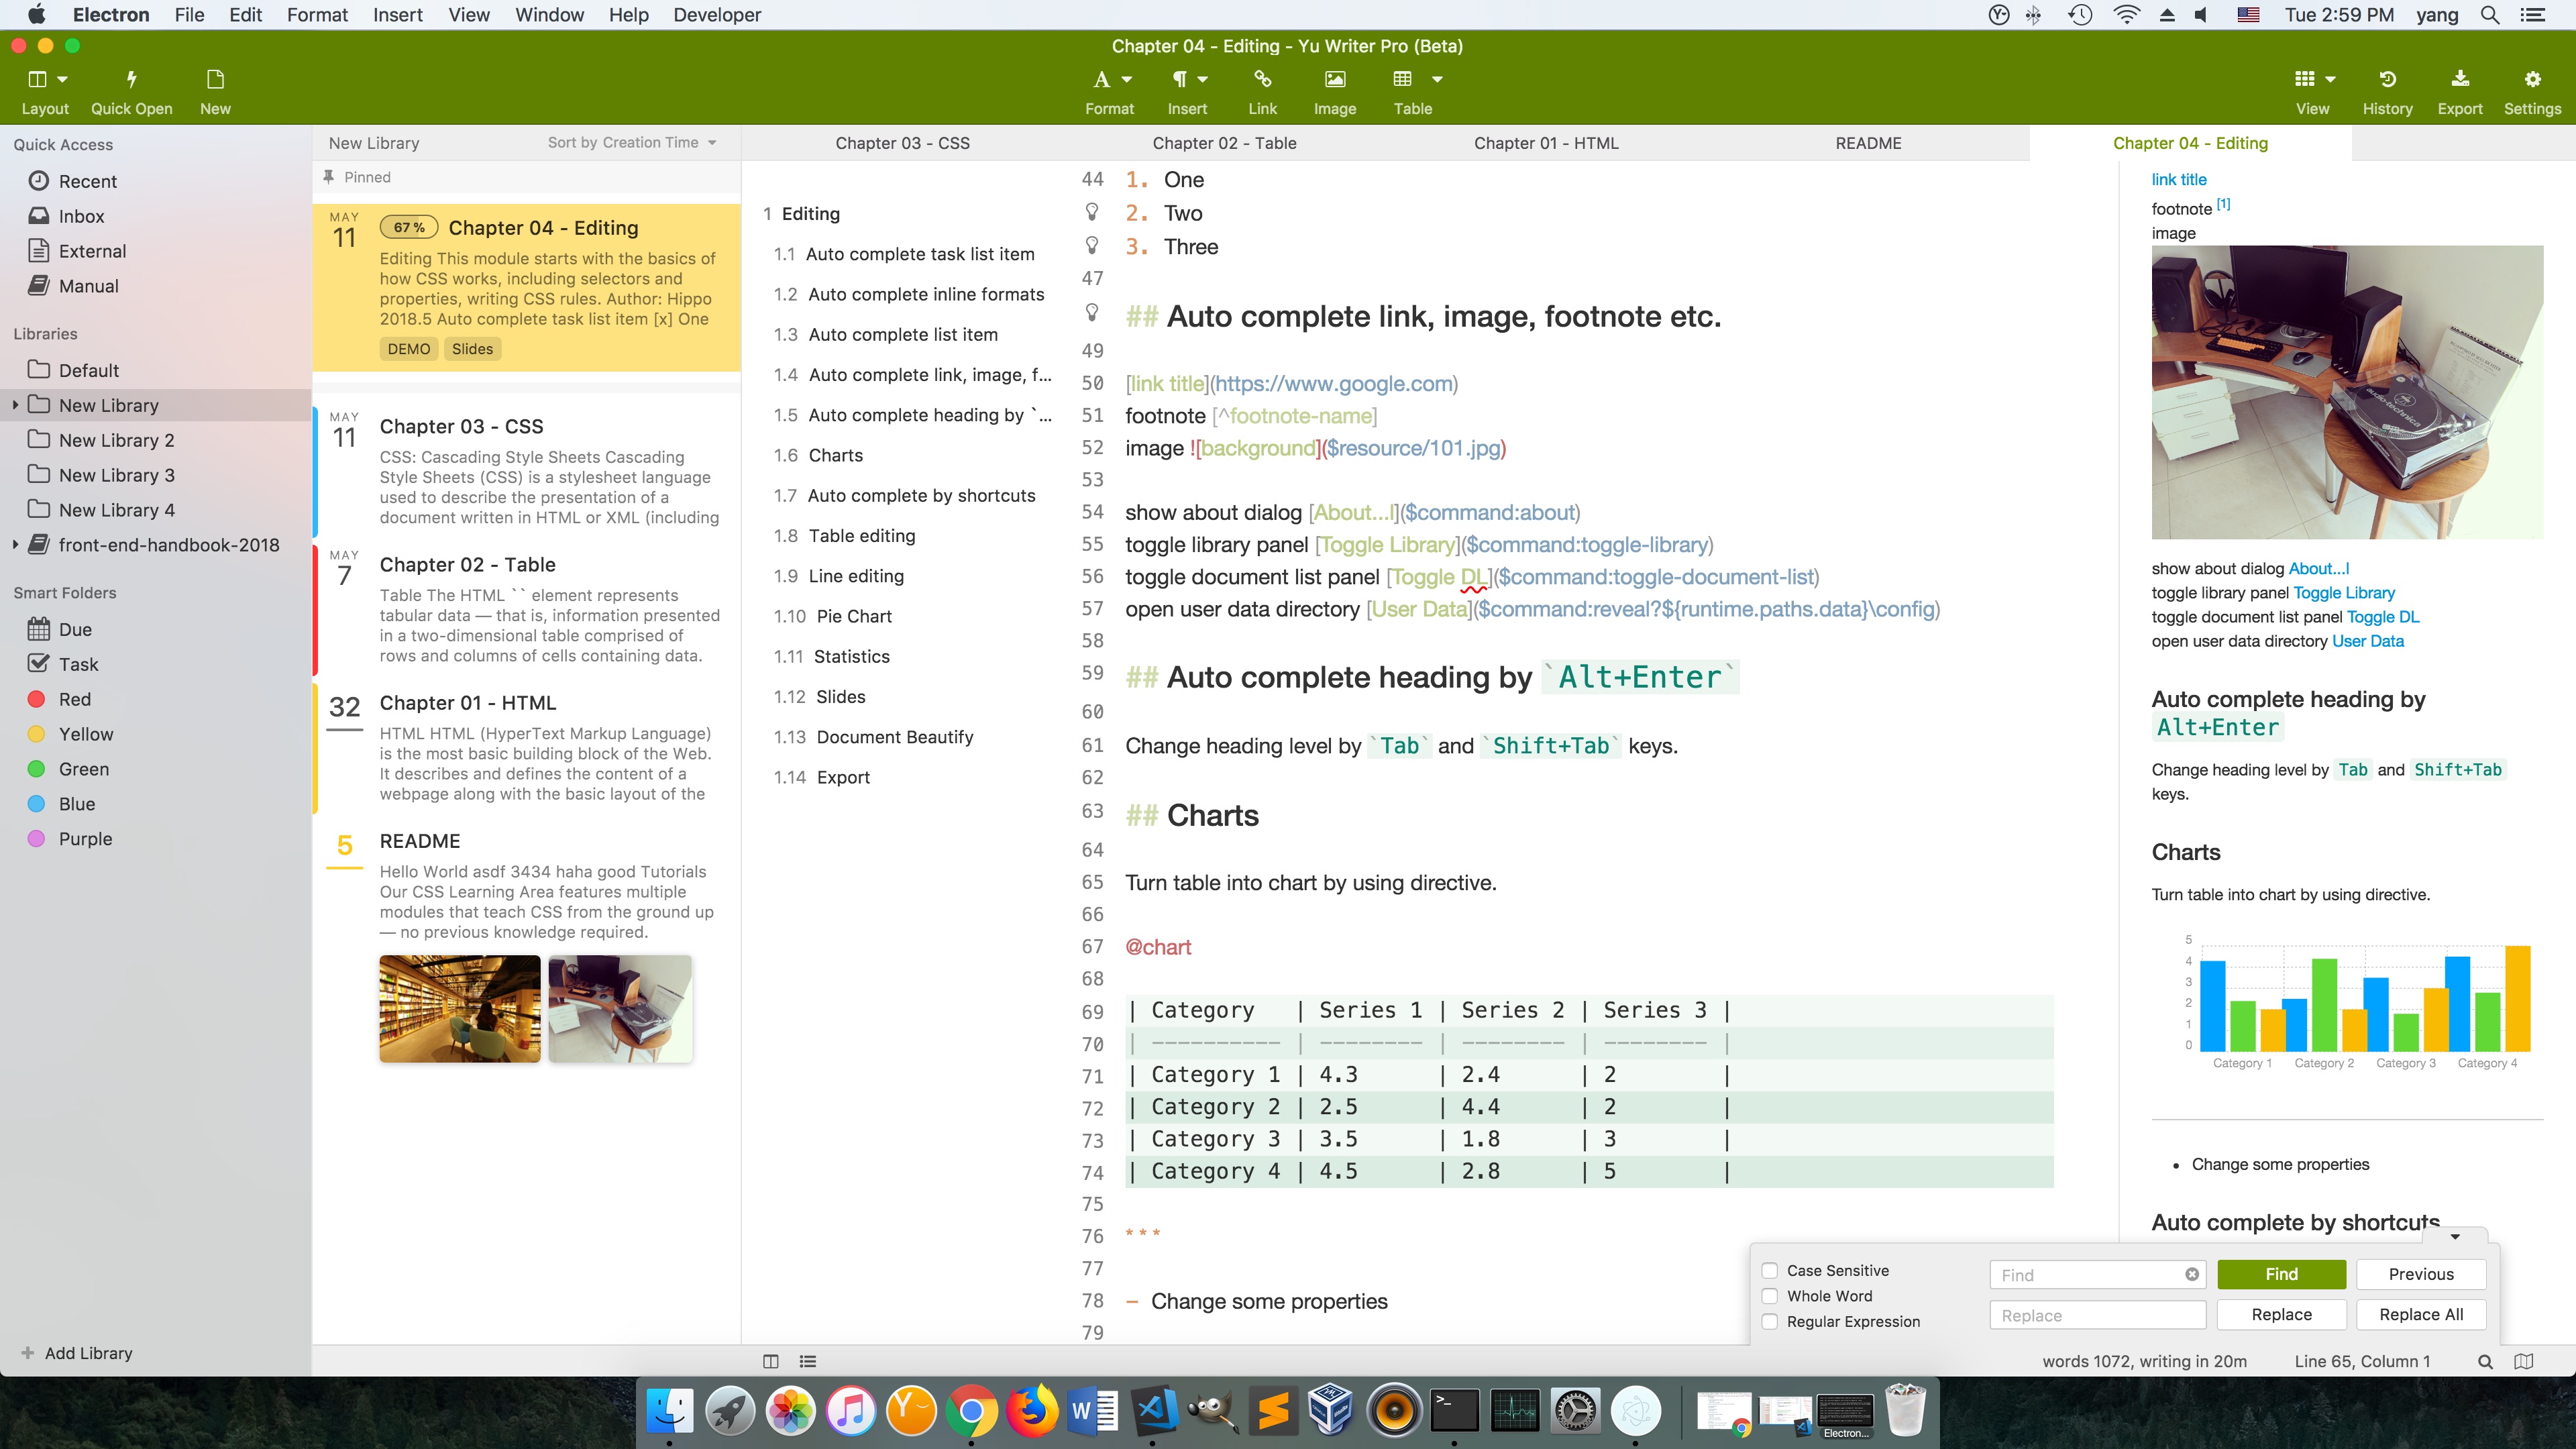 Electron File Edit Format Insert View Window Help Developer
Tue 2:59 PM yang
Chapter 04 - Editing - Yu Writer Pro (Beta)
Layout Quick Open New
Format Insert Link Image Table
View History Export Settings
Quick Access
Recent
Inbox
External
Manual
Libraries
Default
New Library
New Library 2
New Library 3
New Library 4
front-end-handbook-2018
Smart Folders
Due
Task
Red
Yellow
Green
Blue
Purple
Add Library
New Library
Sort by Creation Time
Pinned
MAY
11
67 %
Chapter 04 - Editing
Editing This module starts with the basics of
how CSS works, including selectors and
properties, writing CSS rules. Author: Hippo
2018.5 Auto complete task list item [x] One
DEMO Slides
MAY
11
Chapter 03 - CSS
CSS: Cascading Style Sheets Cascading
Style Sheets (CSS) is a stylesheet language
used to describe the presentation of a
document written in HTML or XML (including
MAY
7
Chapter 02 - Table
Table The HTML `` element represents
tabular data — that is, information presented
in a two-dimensional table comprised of
rows and columns of cells containing data.
32
Chapter 01 - HTML
HTML HTML (HyperText Markup Language)
is the most basic building block of the Web.
It describes and defines the content of a
webpage along with the basic layout of the
5
README
Hello World asdf 3434 haha good Tutorials
Our CSS Learning Area features multiple
modules that teach CSS from the ground up
— no previous knowledge required.
Chapter 03 - CSS
Chapter 02 - Table
Chapter 01 - HTML
README
Chapter 04 - Editing
1 Editing
1.1 Auto complete task list item
1.2 Auto complete inline formats
1.3 Auto complete list item
1.4 Auto complete link, image, f...
1.5 Auto complete heading by `...
1.6 Charts
1.7 Auto complete by shortcuts
1.8 Table editing
1.9 Line editing
1.10 Pie Chart
1.11 Statistics
1.12 Slides
1.13 Document Beautify
1.14 Export
44 1. One
2. Two
3. Three
47
## Auto complete link, image, footnote etc.
49
50 [link title](https://www.google.com)
51 footnote [^footnote-name]
52 image ![background]($resource/101.jpg)
53
54 show about dialog [About...l]($command:about)
55 toggle library panel [Toggle Library]($command:toggle-library)
56 toggle document list panel [Toggle DL]($command:toggle-document-list)
57 open user data directory [User Data]($command:reveal?${runtime.paths.data}\config)
58
59 ## Auto complete heading by `Alt+Enter`
60
61 Change heading level by `Tab` and `Shift+Tab` keys.
62
63 ## Charts
64
65 Turn table into chart by using directive.
66
67 @chart
68
69 | Category | Series 1 | Series 2 | Series 3 |
70 | ---------- | -------- | -------- | -------- |
71 | Category 1 | 4.3 | 2.4 | 2 |
72 | Category 2 | 2.5 | 4.4 | 2 |
73 | Category 3 | 3.5 | 1.8 | 3 |
74 | Category 4 | 4.5 | 2.8 | 5 |
75
76 ***
77
78 - Change some properties
79
link title
footnote [1]
image
audio-technica
show about dialog About...l
toggle library panel Toggle Library
toggle document list panel Toggle DL
open user data directory User Data
Auto complete heading by
Alt+Enter
Change heading level by Tab and Shift+Tab
keys.
Charts
Turn table into chart by using directive.
5
4
3
2
1
0
Category 1 Category 2 Category 3 Category 4
• Change some properties
Auto complete by shortcuts
Case Sensitive
Whole Word
Regular Expression
Find Find Previous
Replace Replace Replace All
words 1072, writing in 20m Line 65, Column 1
W
>_
Electron...